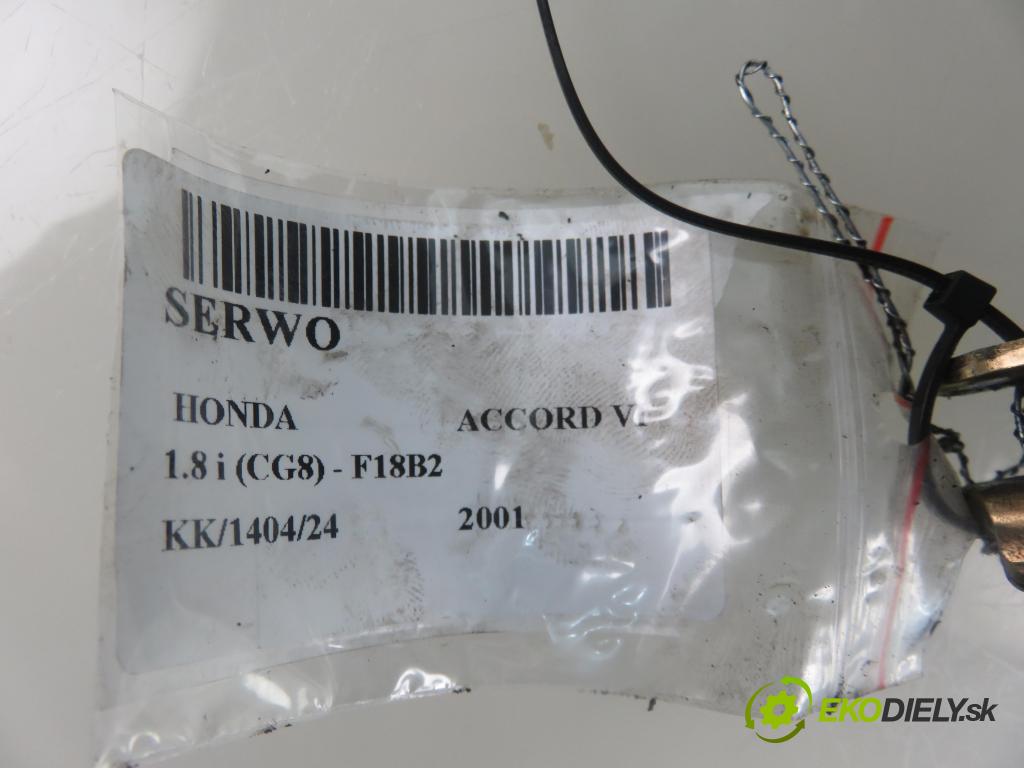 SERWO
HONDA ACCORD VI
1.8 i (CG8) - F18B2
KK/1404/24 2001
EKODIELY.sk